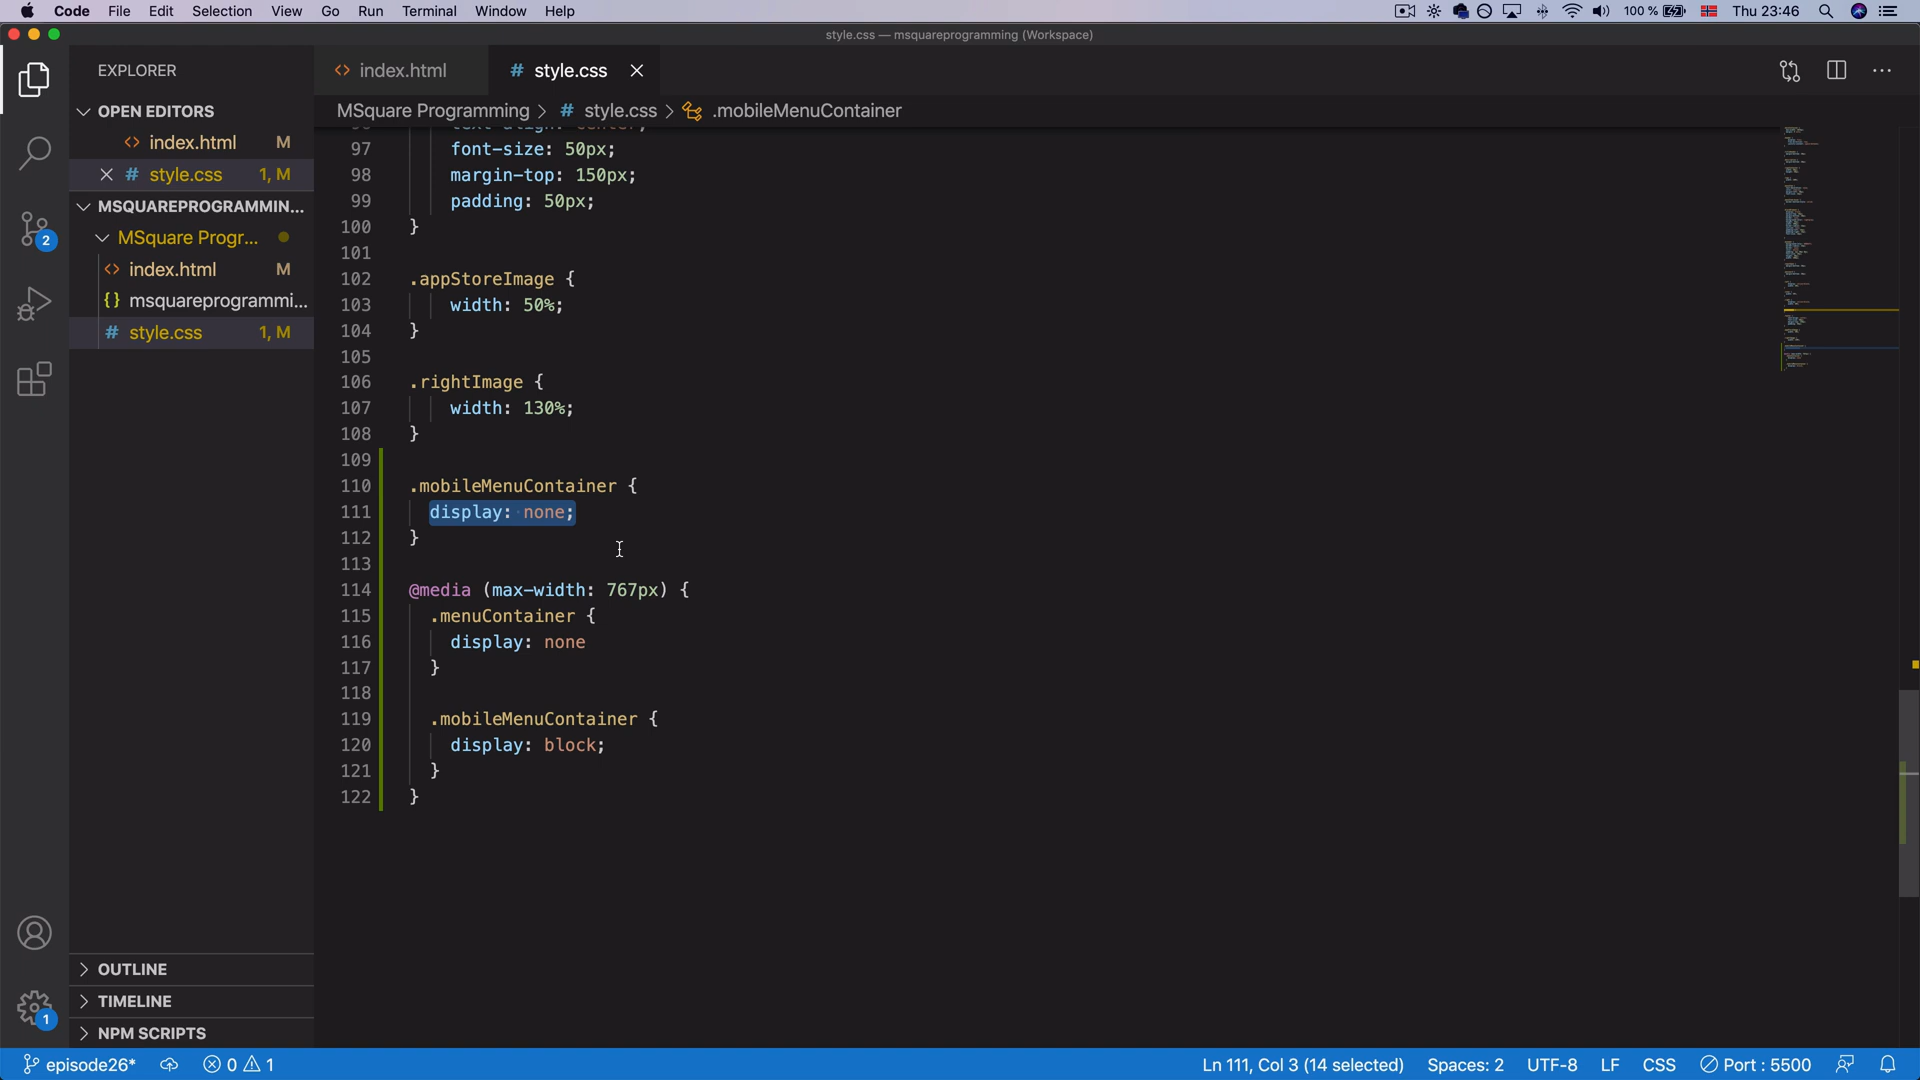 Code File Edit Selection View Go Run Terminal Window Help 100 % Thu 23:46
style.css — msquareprogramming (Workspace)
EXPLORER
index.html
style.css
MSquare Programming > # style.css > .mobileMenuContainer
OPEN EDITORS
index.html M
style.css 1, M
MSQUAREPROGRAMMIN...
MSquare Progr...
index.html M
msquareprogrammi...
style.css 1, M
97 font-size: 50px;
98 margin-top: 150px;
99 padding: 50px;
100 }
101
102 .appStoreImage {
103 width: 50%;
104 }
105
106 .rightImage {
107 width: 130%;
108 }
109
110 .mobileMenuContainer {
111 display: none;
112 }
113
114 @media (max-width: 767px) {
115 .menuContainer {
116 display: none
117 }
118
119 .mobileMenuContainer {
120 display: block;
121 }
122 }
2
1
OUTLINE
TIMELINE
NPM SCRIPTS
episode26* 0 1 Ln 111, Col 3 (14 selected) Spaces: 2 UTF-8 LF CSS Port : 5500